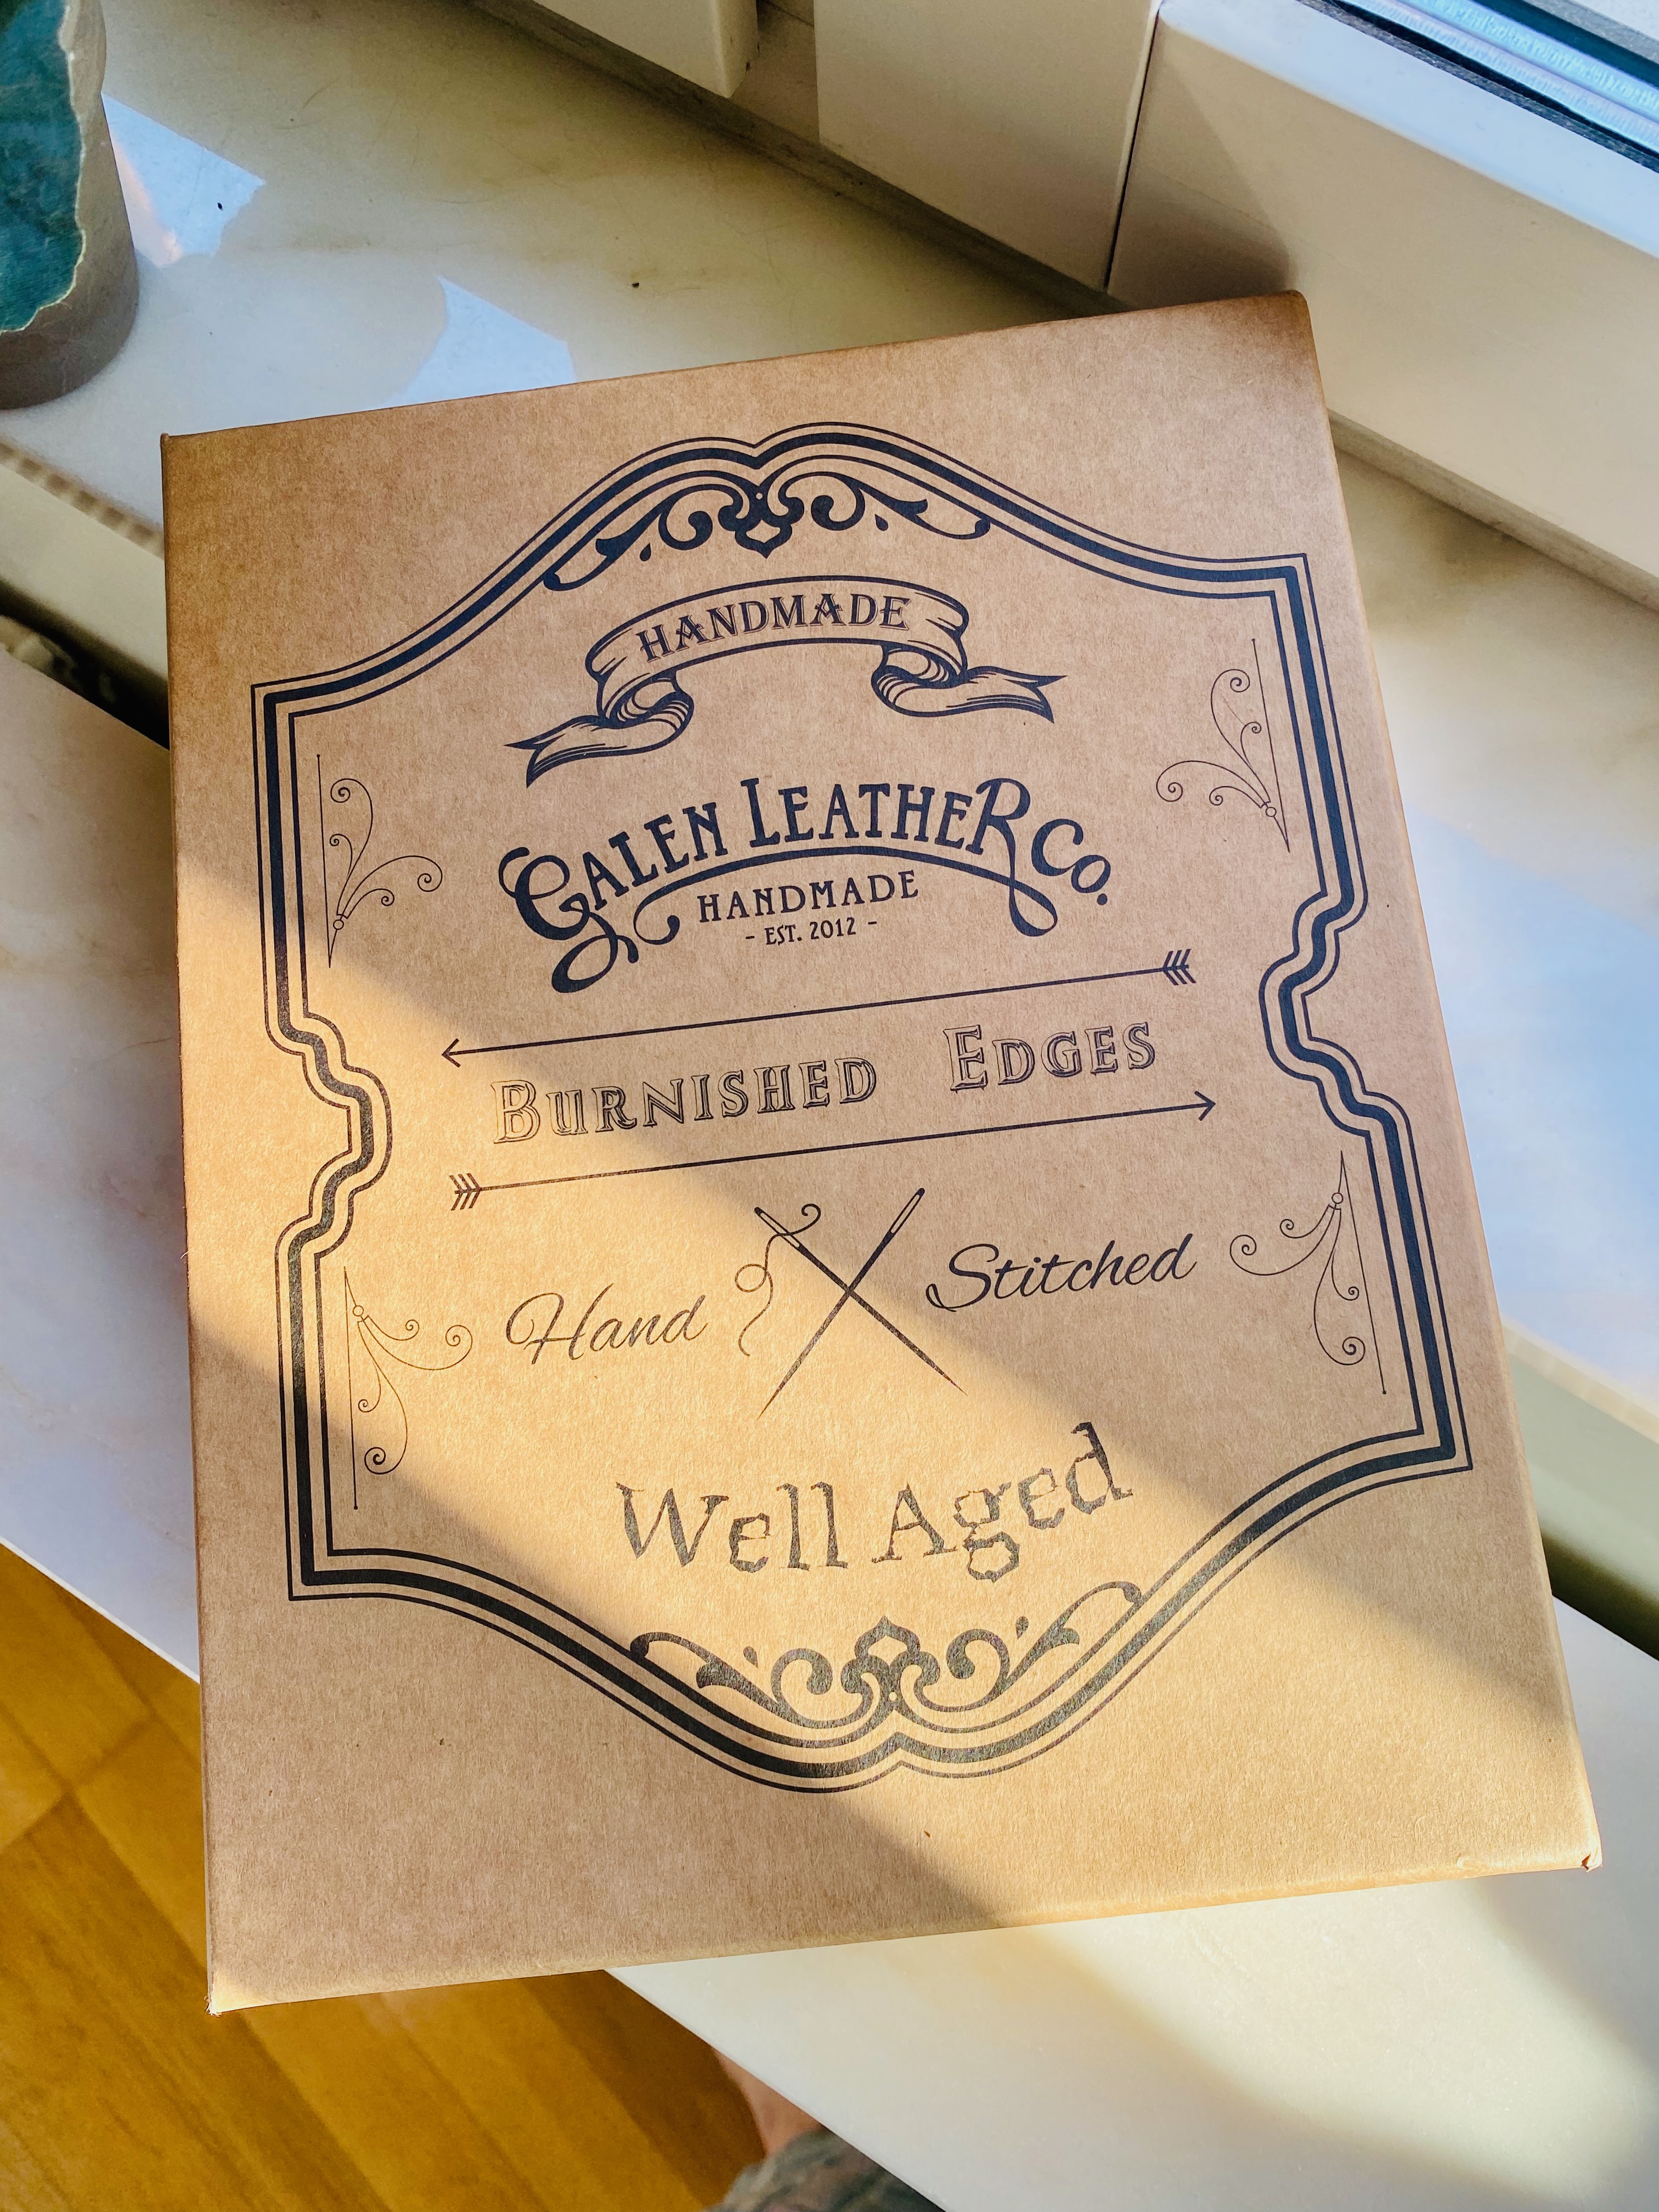 HANDMADE
GALEN LEATHER CO.
HANDMADE
- EST. 2012 -
BURNISHED EDGES
Hand Stitched
Well Aged